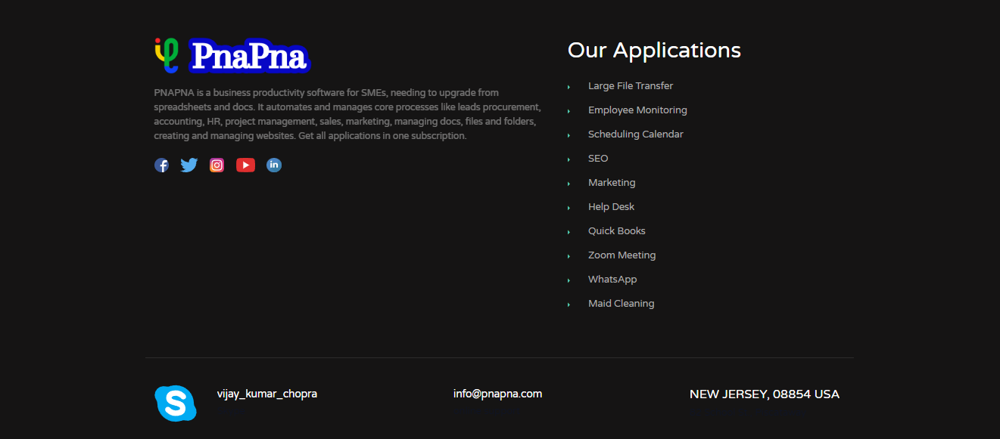 PnaPna
PNAPNA is a business productivity software for SMEs, needing to upgrade from
spreadsheets and docs. It automates and manages core processes like leads procurement,
accounting, HR, project management, sales, marketing, managing docs, files and folders,
creating and managing websites. Get all applications in one subscription.
Our Applications
Large File Transfer
Employee Monitoring
Scheduling Calendar
SEO
Marketing
Help Desk
Quick Books
Zoom Meeting
WhatsApp
Maid Cleaning
vijay_kumar_chopra
info@pnapna.com
NEW JERSEY, 08854 USA